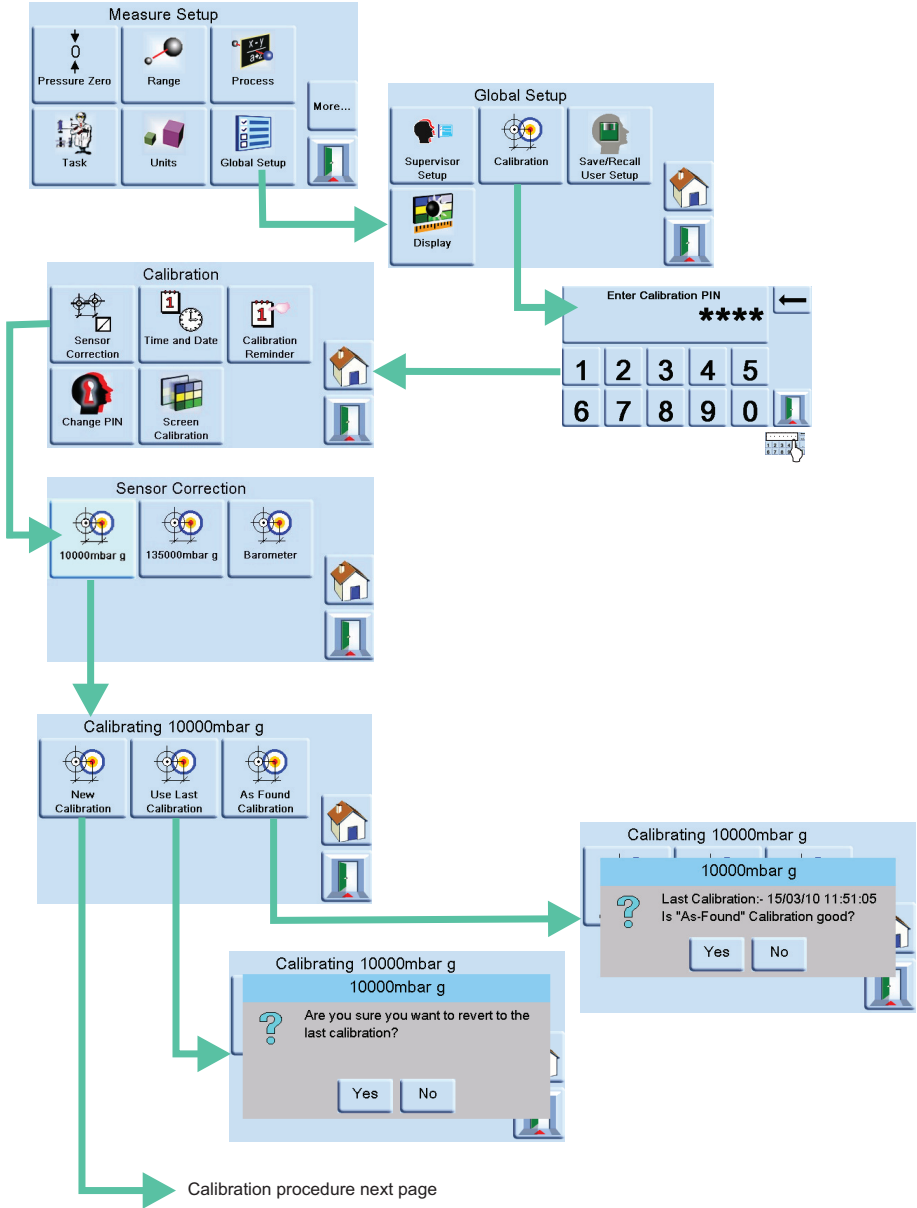 Measure Setup
0
Pressure Zero
Range
x-y
a+z
Process
More...
Task
Units
Global Setup
Global Setup
Supervisor
Setup
Calibration
Save/Recall
User Setup
Display
Enter Calibration PIN
****
1 2 3 4 5
6 7 8 9 0
Calibration
Sensor
Correction
1
Time and Date
1
Calibration
Reminder
Change PIN
Screen
Calibration
Sensor Correction
10000mbar g
135000mbar g
Barometer
Calibrating 10000mbar g
New
Calibration
Use Last
Calibration
As Found
Calibration
Calibrating 10000mbar g
10000mbar g
Last Calibration:- 15/03/10 11:51:05
Is "As-Found" Calibration good?
Yes No
Calibrating 10000mbar g
10000mbar g
Are you sure you want to revert to the
last calibration?
Yes No
Calibration procedure next page